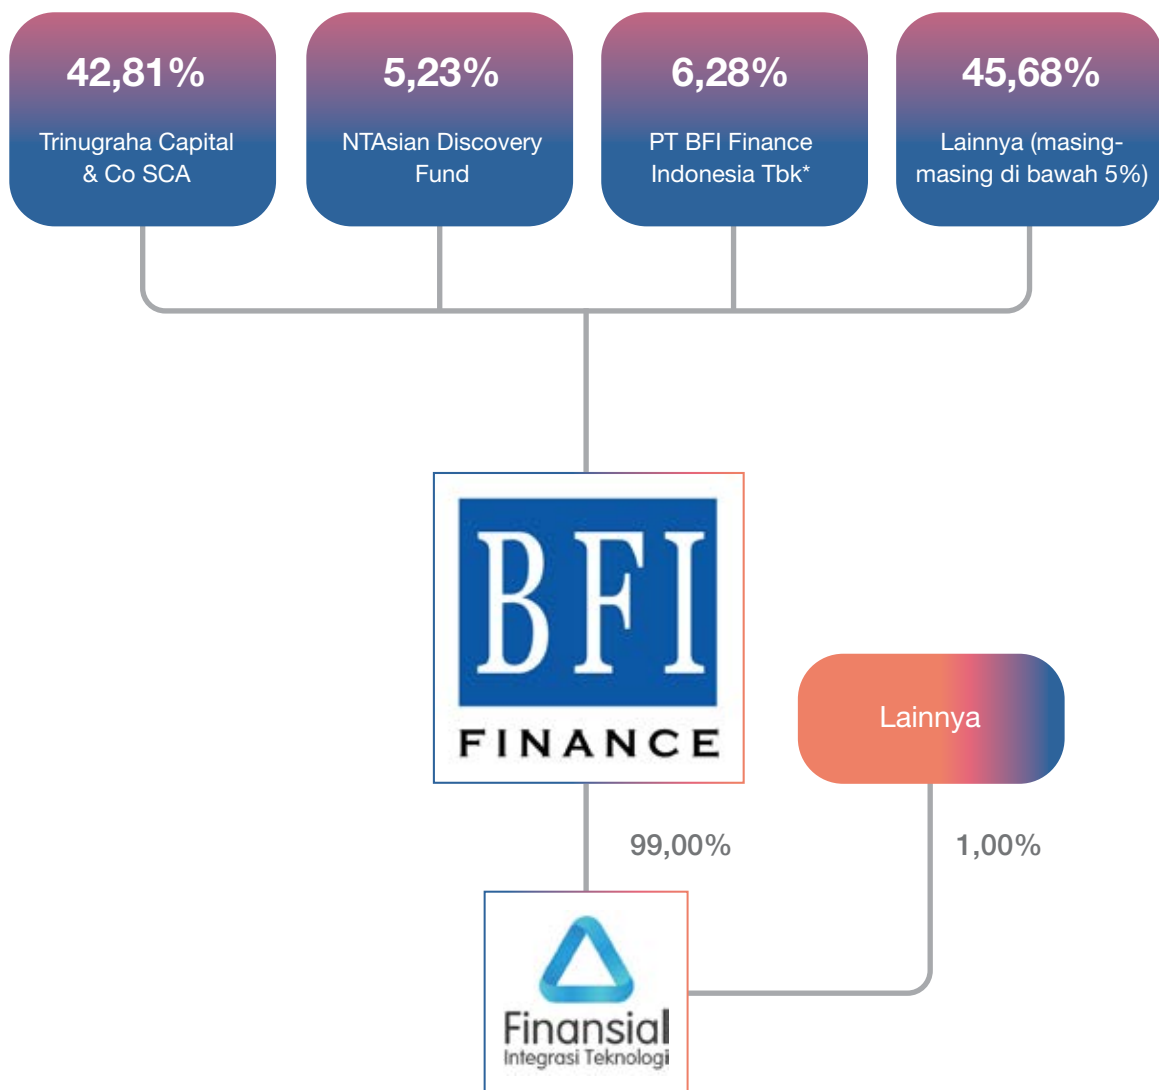 42,81%
Trinugraha Capital
& Co SCA
5,23%
NTAsian Discovery
Fund
6,28%
PT BFI Finance
Indonesia Tbk*
45,68%
Lainnya (masing-
masing di bawah 5%)
BFI
FINANCE
Lainnya
99,00%
1,00%
Finansial
Integrasi Teknologi